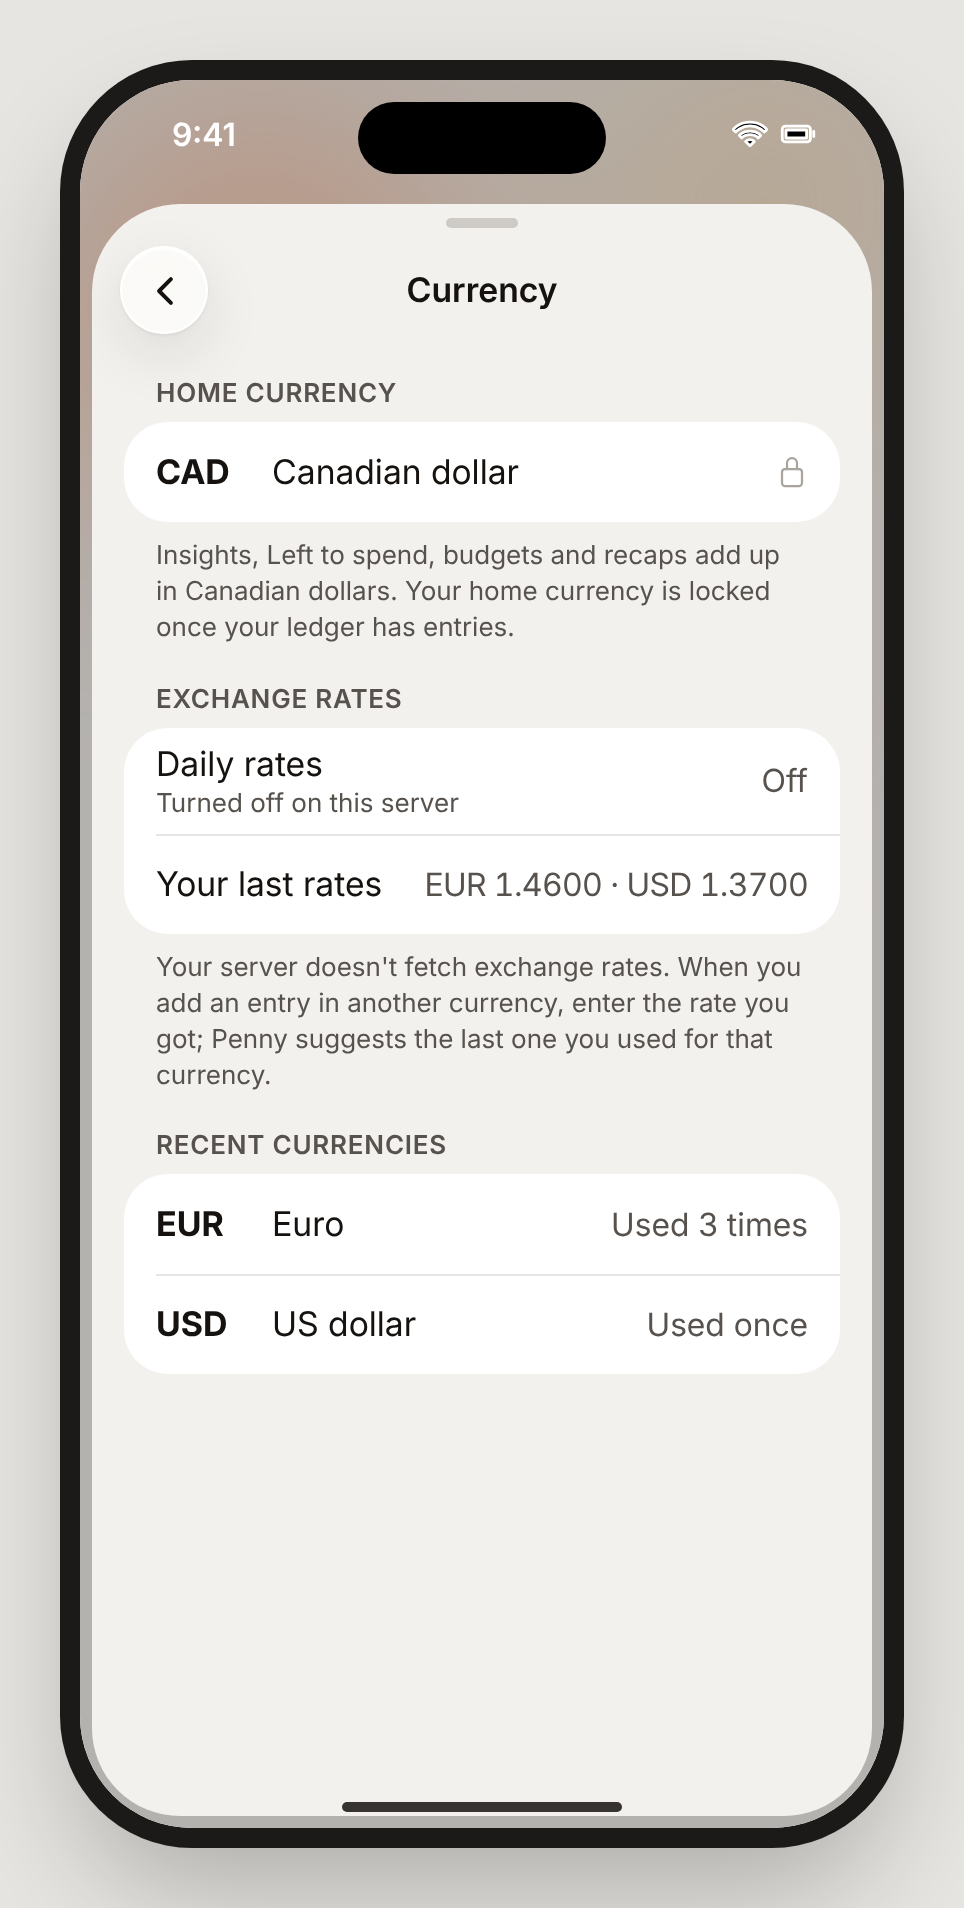 9:41
Currency
HOME CURRENCY
CAD Canadian dollar
Insights, Left to spend, budgets and recaps add up
in Canadian dollars. Your home currency is locked
once your ledger has entries.
EXCHANGE RATES
Daily rates
Turned off on this server
Off
Your last rates EUR 1.4600 · USD 1.3700
Your server doesn't fetch exchange rates. When you
add an entry in another currency, enter the rate you
got; Penny suggests the last one you used for that
currency.
RECENT CURRENCIES
EUR Euro Used 3 times
USD US dollar Used once